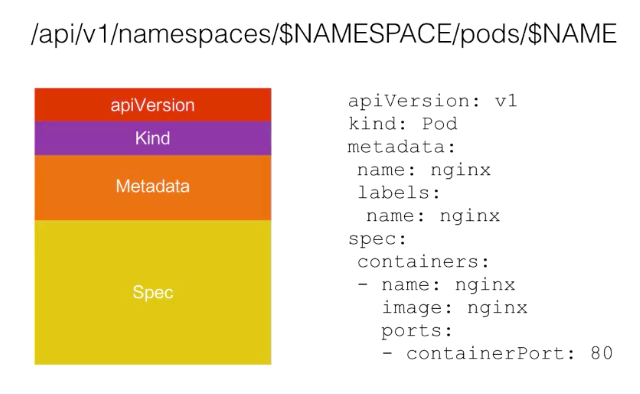 /api/v1/namespaces/$NAMESPACE/pods/$NAME
apiVersion
Kind
Metadata
Spec
apiVersion: v1
kind: Pod
metadata:
 name: nginx
 labels:
  name: nginx
spec:
 containers:
 - name: nginx
   image: nginx
   ports:
   - containerPort: 80